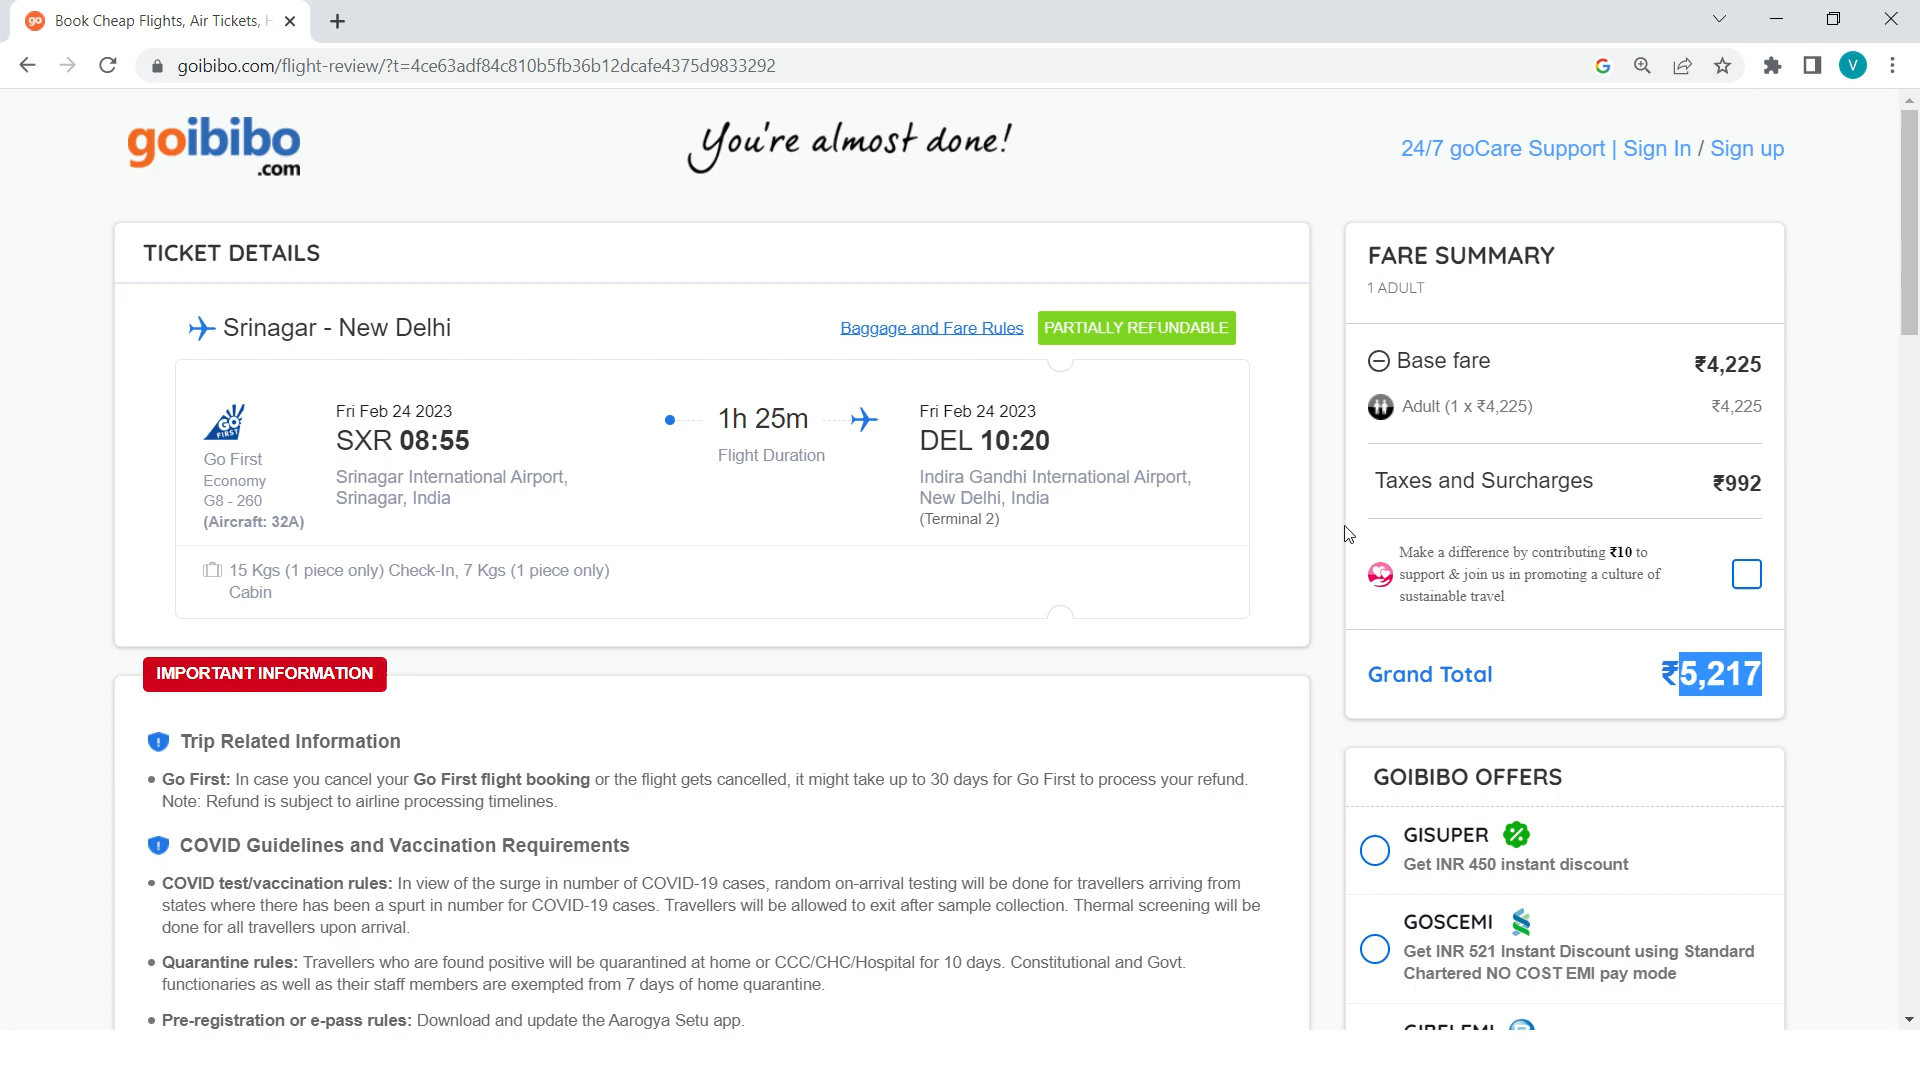 Book Cheap Flights, Air Tickets, H
goibibo.com/flight-review/?t=4ce63adf84c810b5fb36b12dcafe4375d9833292
V
goibibo
.com
You're almost done!
24/7 goCare Support | Sign In / Sign up
TICKET DETAILS
Srinagar - New Delhi
Baggage and Fare Rules
PARTIALLY REFUNDABLE
GO
FIRST
Go First
Economy
G8 - 260
(Aircraft: 32A)
Fri Feb 24 2023
SXR 08:55
Srinagar International Airport,
Srinagar, India
1h 25m
Flight Duration
Fri Feb 24 2023
DEL 10:20
Indira Gandhi International Airport,
New Delhi, India
(Terminal 2)
15 Kgs (1 piece only) Check-In, 7 Kgs (1 piece only)
Cabin
IMPORTANT INFORMATION
Trip Related Information
• Go First: In case you cancel your Go First flight booking or the flight gets cancelled, it might take up to 30 days for Go First to process your refund.
Note: Refund is subject to airline processing timelines.
COVID Guidelines and Vaccination Requirements
• COVID test/vaccination rules: In view of the surge in number of COVID-19 cases, random on-arrival testing will be done for travellers arriving from
states where there has been a spurt in number for COVID-19 cases. Travellers will be allowed to exit after sample collection. Thermal screening will be
done for all travellers upon arrival.
• Quarantine rules: Travellers who are found positive will be quarantined at home or CCC/CHC/Hospital for 10 days. Constitutional and Govt.
functionaries as well as their staff members are exempted from 7 days of home quarantine.
• Pre-registration or e-pass rules: Download and update the Aarogya Setu app.
FARE SUMMARY
1 ADULT
Base fare ₹4,225
Adult (1 x ₹4,225) ₹4,225
Taxes and Surcharges ₹992
Make a difference by contributing ₹10 to
support & join us in promoting a culture of
sustainable travel
Grand Total ₹5,217
GOIBIBO OFFERS
GISUPER
Get INR 450 instant discount
GOSCEMI
Get INR 521 Instant Discount using Standard
Chartered NO COST EMI pay mode